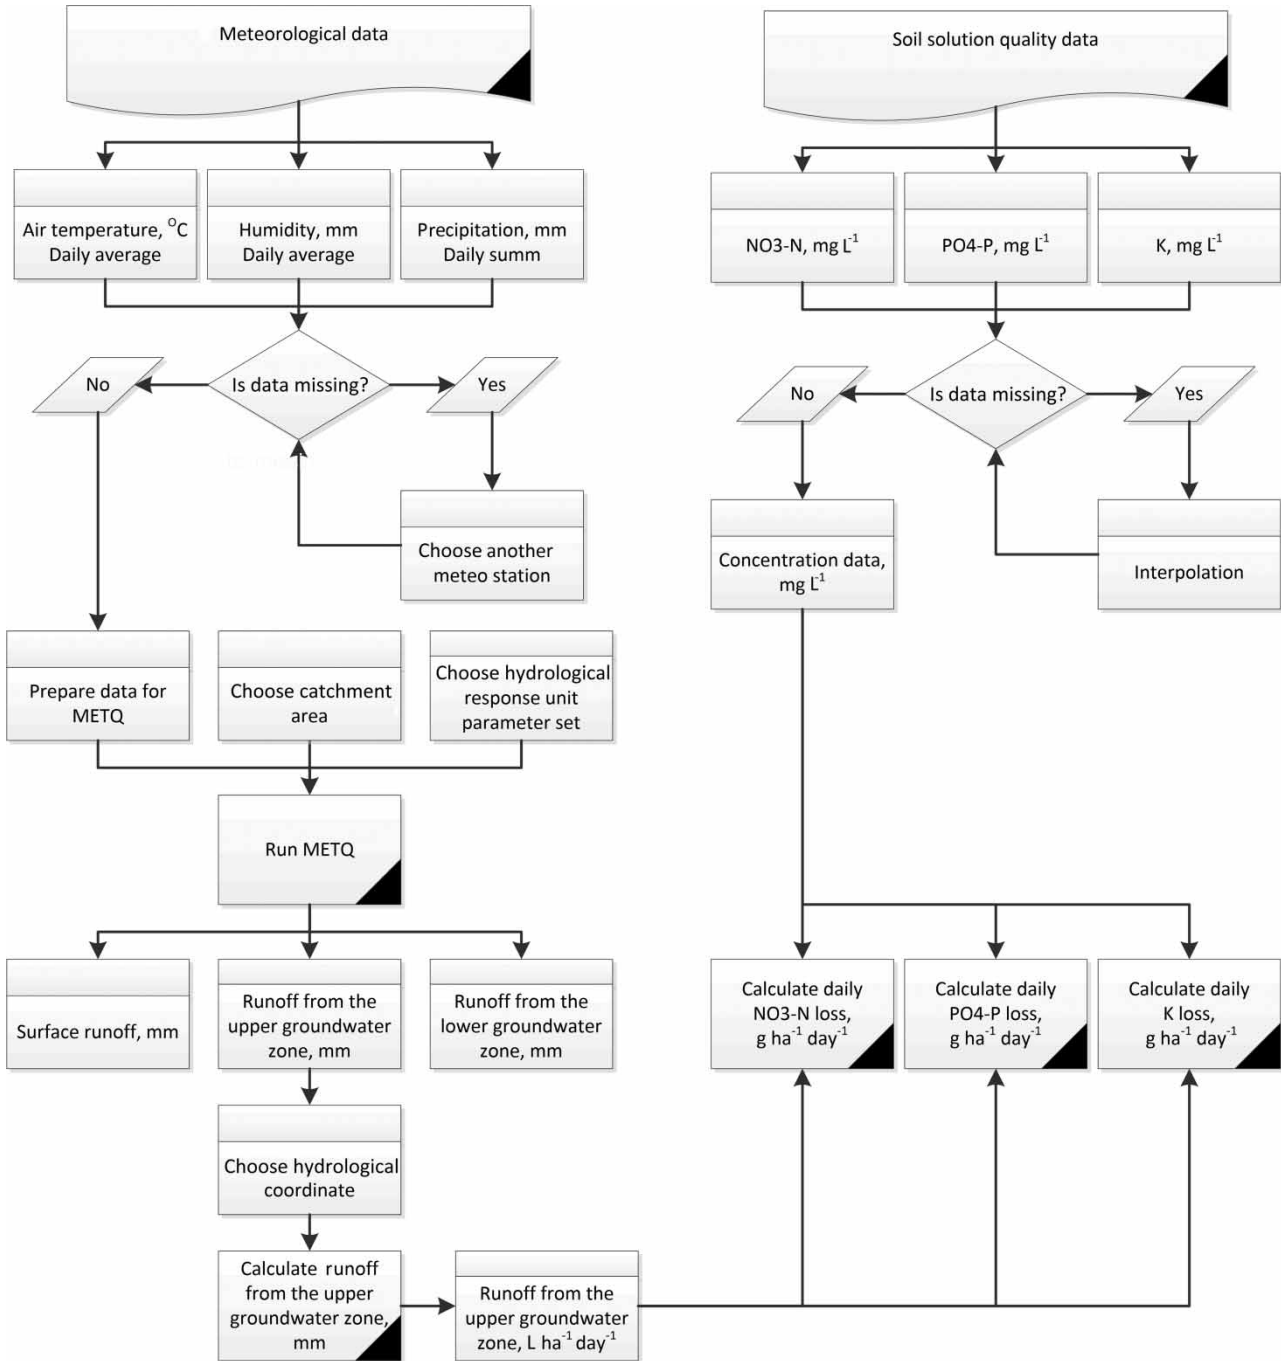 Meteorological data
Air temperature, °C
Daily average
Humidity, mm
Daily average
Precipitation, mm
Daily summ
Is data missing?
No
Yes
Choose another
meteo station
Prepare data for
METQ
Choose catchment
area
Choose hydrological
response unit
parameter set
Run METQ
Surface runoff, mm
Runoff from the
upper groundwater
zone, mm
Runoff from the
lower groundwater
zone, mm
Choose hydrological
coordinate
Calculate runoff
from the upper
groundwater zone,
mm
Runoff from the
upper groundwater
zone, L ha⁻¹ day⁻¹
Soil solution quality data
NO3-N, mg L⁻¹
PO4-P, mg L⁻¹
K, mg L⁻¹
Is data missing?
No
Yes
Concentration data,
mg L⁻¹
Interpolation
Calculate daily
NO3-N loss,
g ha⁻¹ day⁻¹
Calculate daily
PO4-P loss,
g ha⁻¹ day⁻¹
Calculate daily
K loss,
g ha⁻¹ day⁻¹